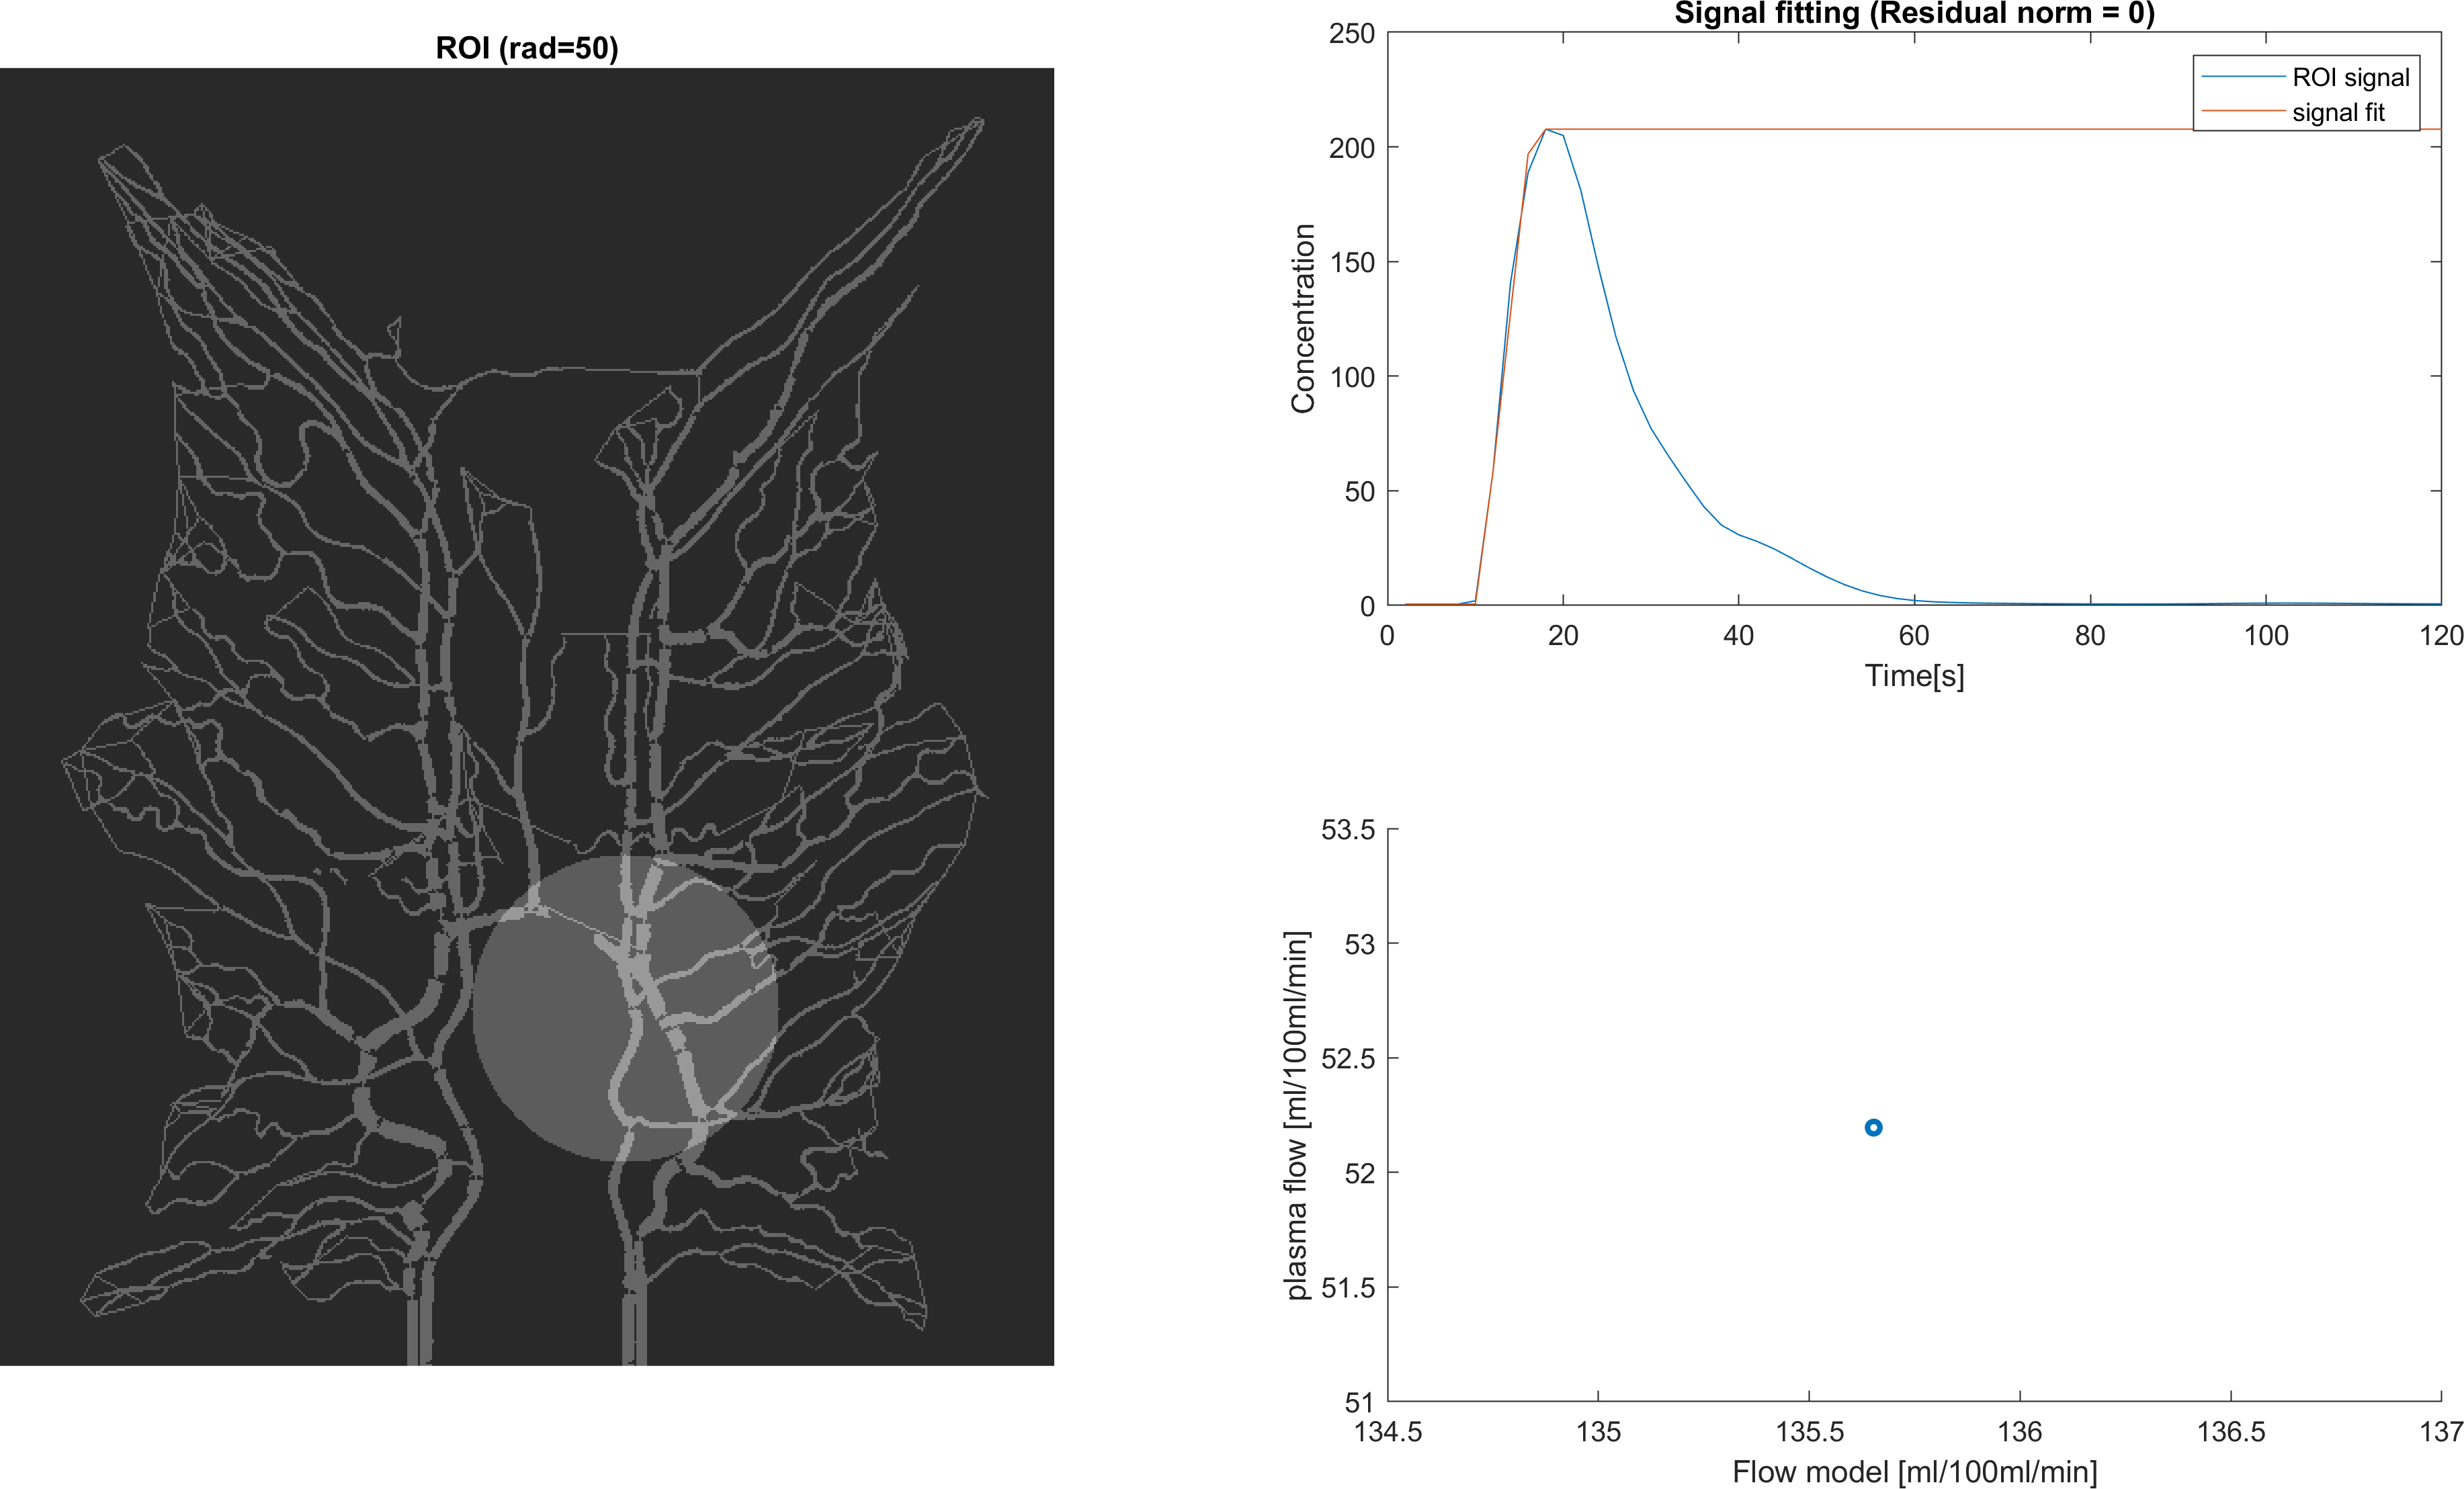 ROI (rad=50)
Signal fitting (Residual norm = 0)
250
200
150
100
50
0
Concentration
ROI signal
signal fit
0 20 40 60 80 100 120
Time[s]
53.5
53
52.5
52
51.5
51
plasma flow [ml/100ml/min]
134.5 135 135.5 136 136.5 137
Flow model [ml/100ml/min]